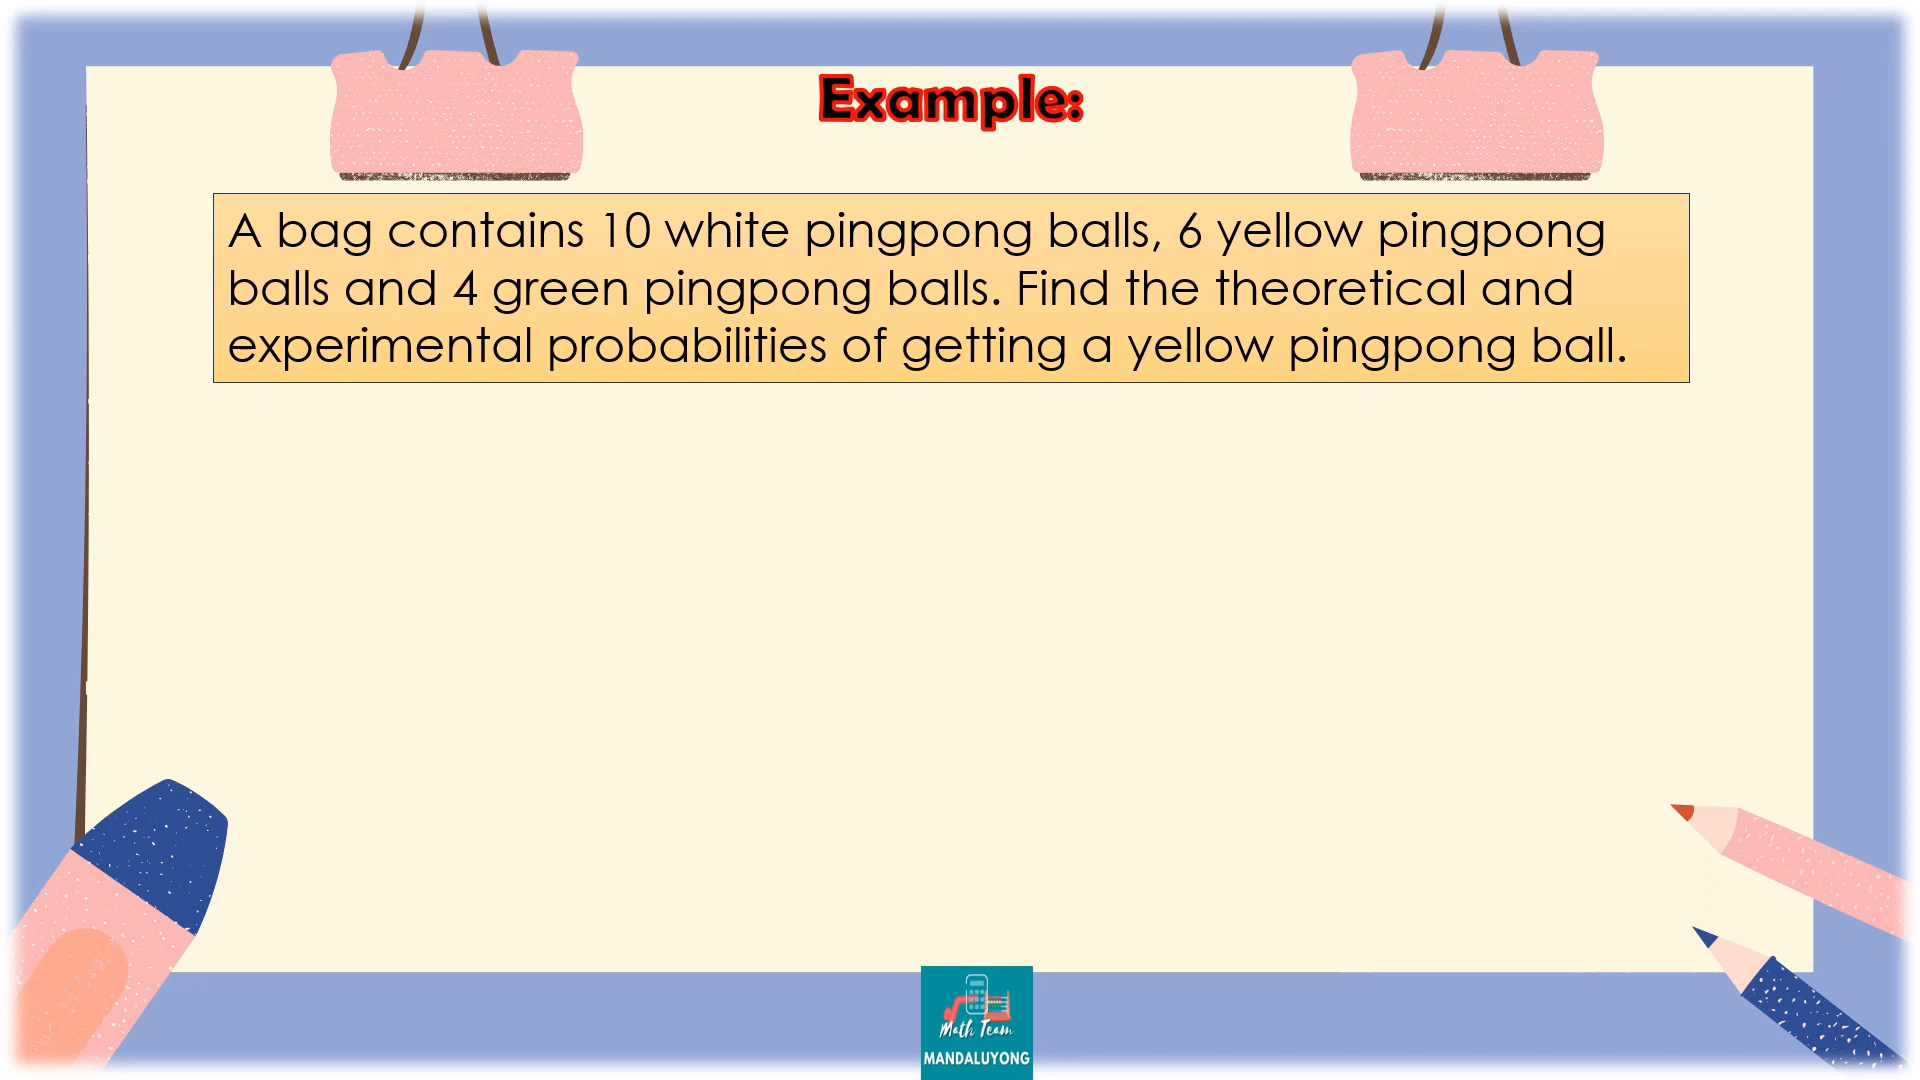 Example:
A bag contains 10 white pingpong balls, 6 yellow pingpong
balls and 4 green pingpong balls. Find the theoretical and
experimental probabilities of getting a yellow pingpong ball.
Math Team
MANDALUYONG